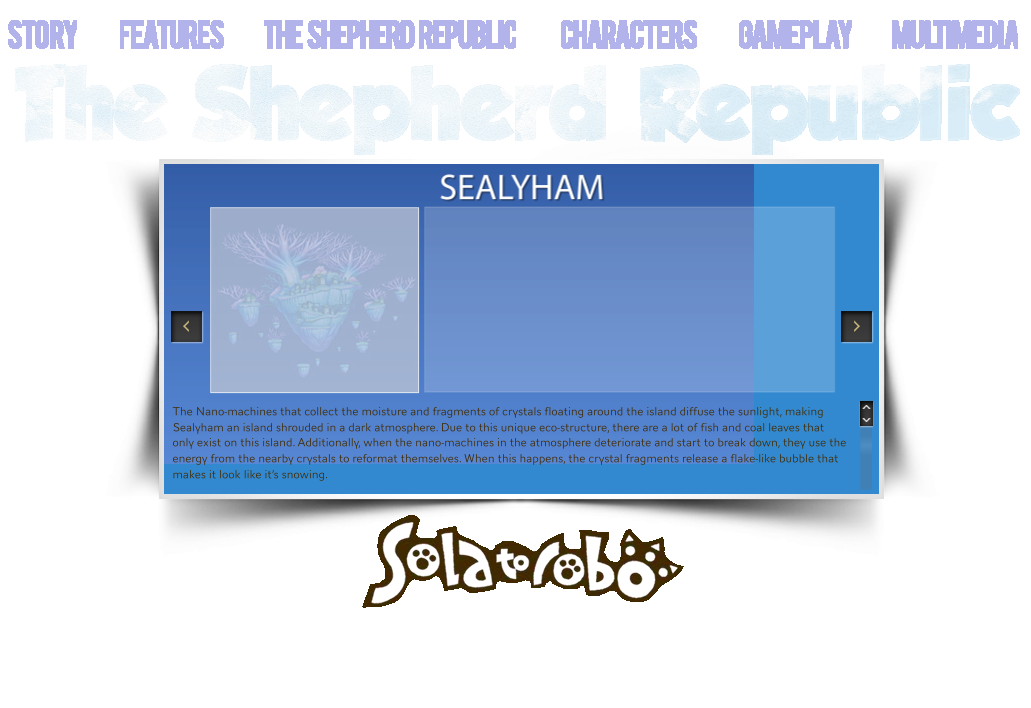 STORY FEATURES THE SHEPHERD REPUBLIC CHARACTERS GAMEPLAY MULTIMEDIA
The Shepherd Republic
SEALYHAM
The Nano-machines that collect the moisture and fragments of crystals floating around the island diffuse the sunlight, making
Sealyham an island shrouded in a dark atmosphere. Due to this unique eco-structure, there are a lot of fish and coal leaves that
only exist on this island. Additionally, when the nano-machines in the atmosphere deteriorate and start to break down, they use the
energy from the nearby crystals to reformat themselves. When this happens, the crystal fragments release a flake-like bubble that
makes it look like it's snowing.
Solatorobo